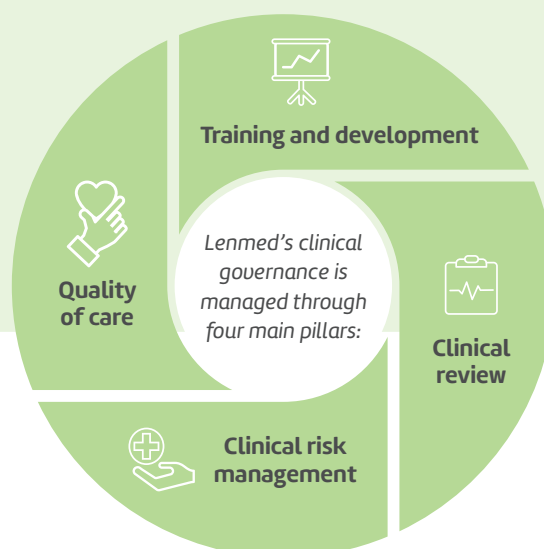 Training and development
Lenmed’s clinical
governance is
managed through
four main pillars:
Quality
of care
Clinical
review
Clinical risk
management